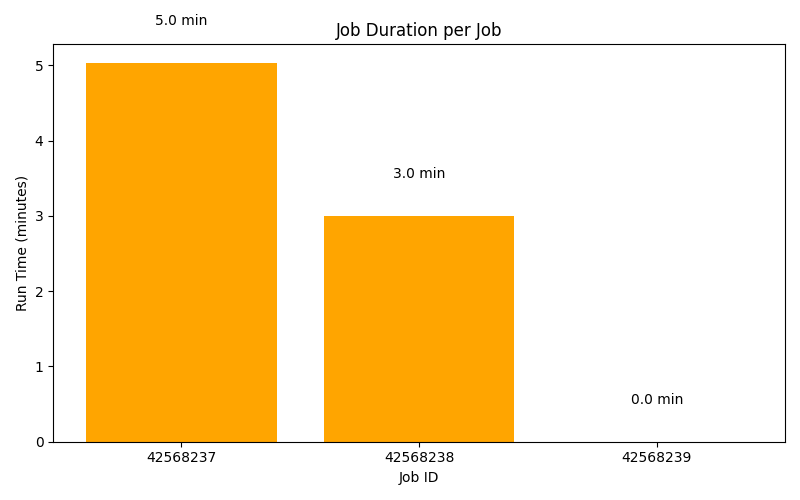 5.0 min
Job Duration per Job
5
4
3.0 min
3
Run Time (minutes)
2
1
0.0 min
0
42568237 42568238 42568239
Job ID